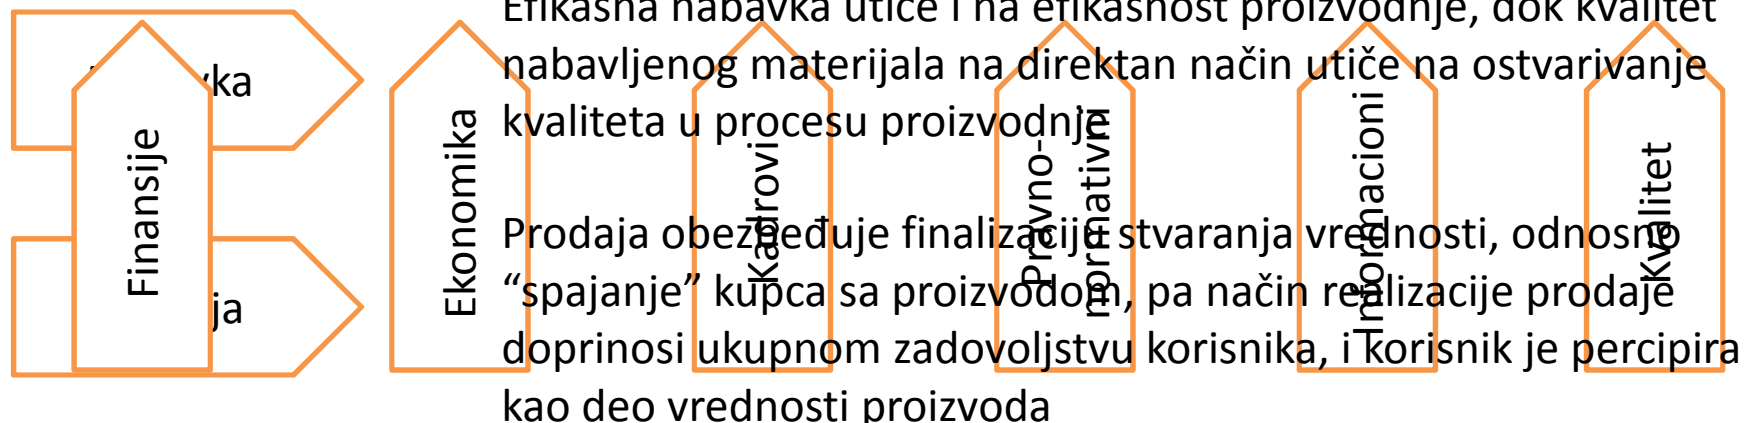 Efikasna nabavka utiče i na efikasnost proizvodnje, dok kvalitet
nabavljenog materijala na direktan način utiče na ostvarivanje
kvaliteta u procesu proizvodnje
Prodaja obezbeđuje finalizaciju stvaranja vrednosti, odnosno
“spajanje” kupca sa proizvodom, pa način realizacije prodaje
doprinosi ukupnom zadovoljstvu korisnika, i korisnik je percipira
kao deo vrednosti proizvoda
Finansije
Ekonomika
Kadrovi
Pravno-
normativni
Informacioni
Kvalitet